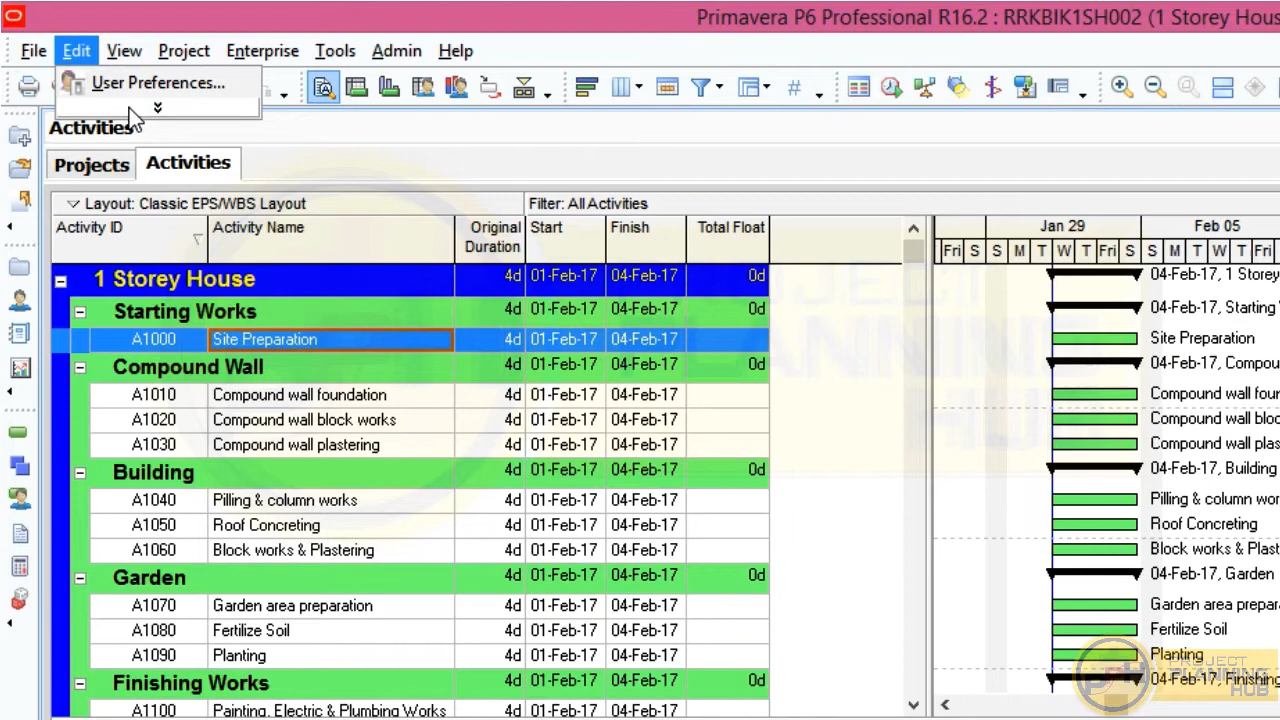 Primavera P6 Professional R16.2 : RRKBIK1SH002 (1 Storey Hous
File Edit View Project Enterprise Tools Admin Help
User Preferences...
Activities
Projects Activities
Layout: Classic EPS/WBS Layout Filter: All Activities
Activity ID Activity Name Original Duration Start Finish Total Float Jan 29 Feb 05
Fri S S M T W T Fri S S M T W T Fri
1 Storey House 4d 01-Feb-17 04-Feb-17 0d 04-Feb-17, 1 Storey
Starting Works 4d 01-Feb-17 04-Feb-17 0d 04-Feb-17, Starting
A1000 Site Preparation 4d 01-Feb-17 04-Feb-17 Site Preparation
Compound Wall 4d 01-Feb-17 04-Feb-17 0d 04-Feb-17, Compou
A1010 Compound wall foundation 4d 01-Feb-17 04-Feb-17 Compound wall four
A1020 Compound wall block works 4d 01-Feb-17 04-Feb-17 Compound wall bloc
A1030 Compound wall plastering 4d 01-Feb-17 04-Feb-17 Compound wall plas
Building 4d 01-Feb-17 04-Feb-17 0d 04-Feb-17, Building
A1040 Pilling & column works 4d 01-Feb-17 04-Feb-17 Pilling & column wor
A1050 Roof Concreting 4d 01-Feb-17 04-Feb-17 Roof Concreting
A1060 Block works & Plastering 4d 01-Feb-17 04-Feb-17 Block works & Plast
Garden 4d 01-Feb-17 04-Feb-17 0d 04-Feb-17, Garden
A1070 Garden area preparation 4d 01-Feb-17 04-Feb-17 Garden area prepara
A1080 Fertilize Soil 4d 01-Feb-17 04-Feb-17 Fertilize Soil
A1090 Planting 4d 01-Feb-17 04-Feb-17 Planting
Finishing Works 4d 01-Feb-17 04-Feb-17 0d 04-Feb-17, Finishing
A1100 Painting, Electric & Plumbing Works 4d 01-Feb-17 04-Feb-17
PROJECT
PLANNING
HUB
PROJECT
PLANNING
HUB